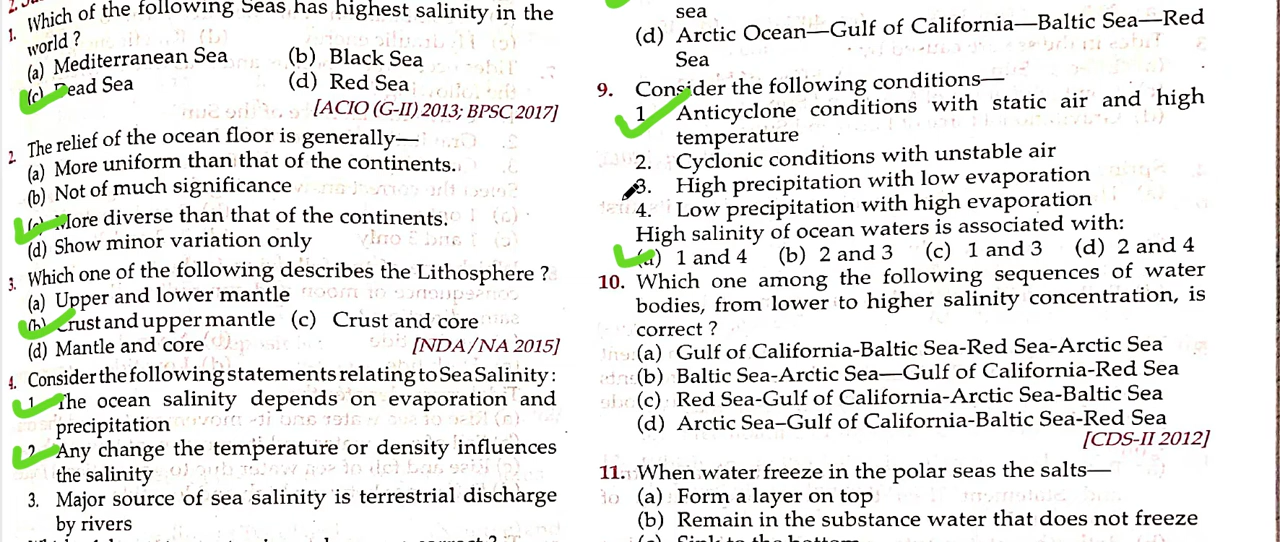 1. Which of the following Seas has highest salinity in the
world ?
(a) Mediterranean Sea (b) Black Sea
(c) Dead Sea (d) Red Sea
[ACIO (G-II) 2013; BPSC 2017]
2. The relief of the ocean floor is generally—
(a) More uniform than that of the continents.
(b) Not of much significance
(c) More diverse than that of the continents.
(d) Show minor variation only
3. Which one of the following describes the Lithosphere ?
(a) Upper and lower mantle
(b) Crust and upper mantle (c) Crust and core
(d) Mantle and core [NDA/NA 2015]
4. Consider the following statements relating to Sea Salinity :
1. The ocean salinity depends on evaporation and
precipitation
2. Any change the temperature or density influences
the salinity
3. Major source of sea salinity is terrestrial discharge
by rivers
sea
(d) Arctic Ocean—Gulf of California—Baltic Sea—Red
Sea
9. Consider the following conditions—
1. Anticyclone conditions with static air and high
temperature
2. Cyclonic conditions with unstable air
3. High precipitation with low evaporation
4. Low precipitation with high evaporation
High salinity of ocean waters is associated with:
(a) 1 and 4 (b) 2 and 3 (c) 1 and 3 (d) 2 and 4
10. Which one among the following sequences of water
bodies, from lower to higher salinity concentration, is
correct ?
(a) Gulf of California-Baltic Sea-Red Sea-Arctic Sea
(b) Baltic Sea-Arctic Sea—Gulf of California-Red Sea
(c) Red Sea-Gulf of California-Arctic Sea-Baltic Sea
(d) Arctic Sea–Gulf of California-Baltic Sea-Red Sea
[CDS-II 2012]
11. When water freeze in the polar seas the salts—
(a) Form a layer on top
(b) Remain in the substance water that does not freeze